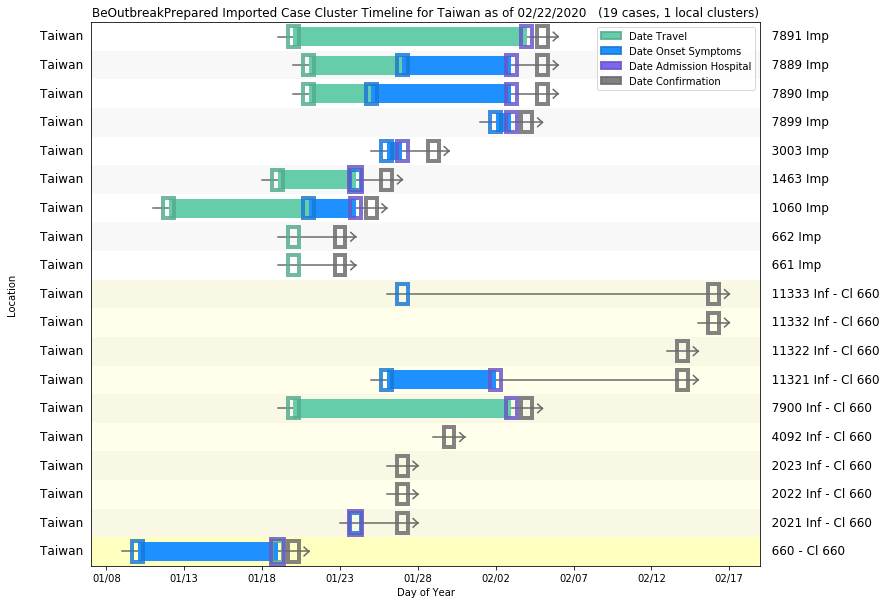 BeOutbreakPrepared Imported Case Cluster Timeline for Taiwan as of 02/22/2020 (19 cases, 1 local clusters)
Date Travel
Date Onset Symptoms
Date Admission Hospital
Date Confirmation
Taiwan 7891 Imp
Taiwan 7889 Imp
Taiwan 7890 Imp
Taiwan 7899 Imp
Taiwan 3003 Imp
Taiwan 1463 Imp
Taiwan 1060 Imp
Taiwan 662 Imp
Taiwan 661 Imp
Taiwan 11333 Inf - Cl 660
Taiwan 11332 Inf - Cl 660
Taiwan 11322 Inf - Cl 660
Taiwan 11321 Inf - Cl 660
Taiwan 7900 Inf - Cl 660
Taiwan 4092 Inf - Cl 660
Taiwan 2023 Inf - Cl 660
Taiwan 2022 Inf - Cl 660
Taiwan 2021 Inf - Cl 660
Taiwan 660 - Cl 660
Location
01/08 01/13 01/18 01/23 01/28 02/02 02/07 02/12 02/17
Day of Year